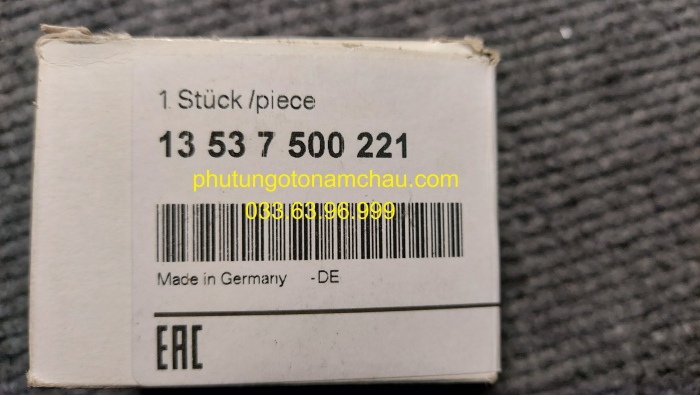 1 Stück /piece
13 53 7 500 221
phutungotonamchau.com
033.63.96.999
Made in Germany -DE
EAC